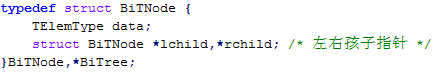 typedef struct BiTNode {
    TElemType data;
    struct BiTNode *lchild,*rchild; /* 左右孩子指针 */
}BiTNode,*BiTree;